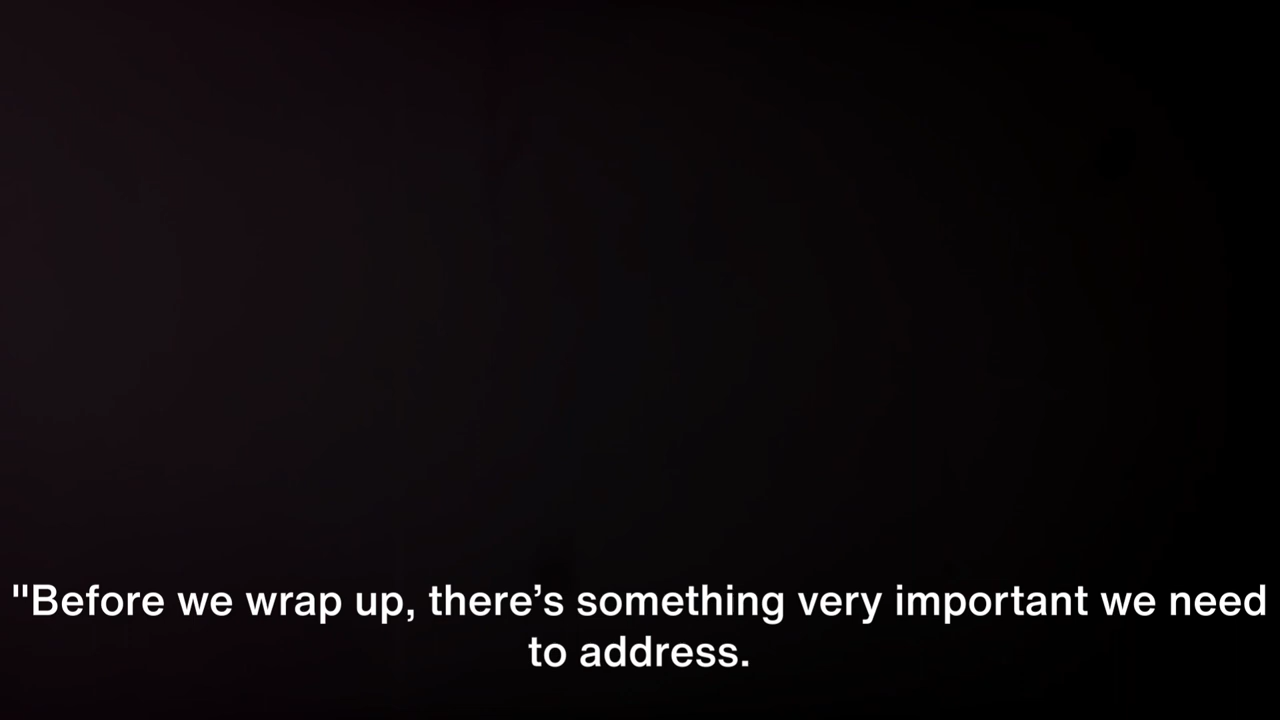 "Before we wrap up, there’s something very important we need
to address.